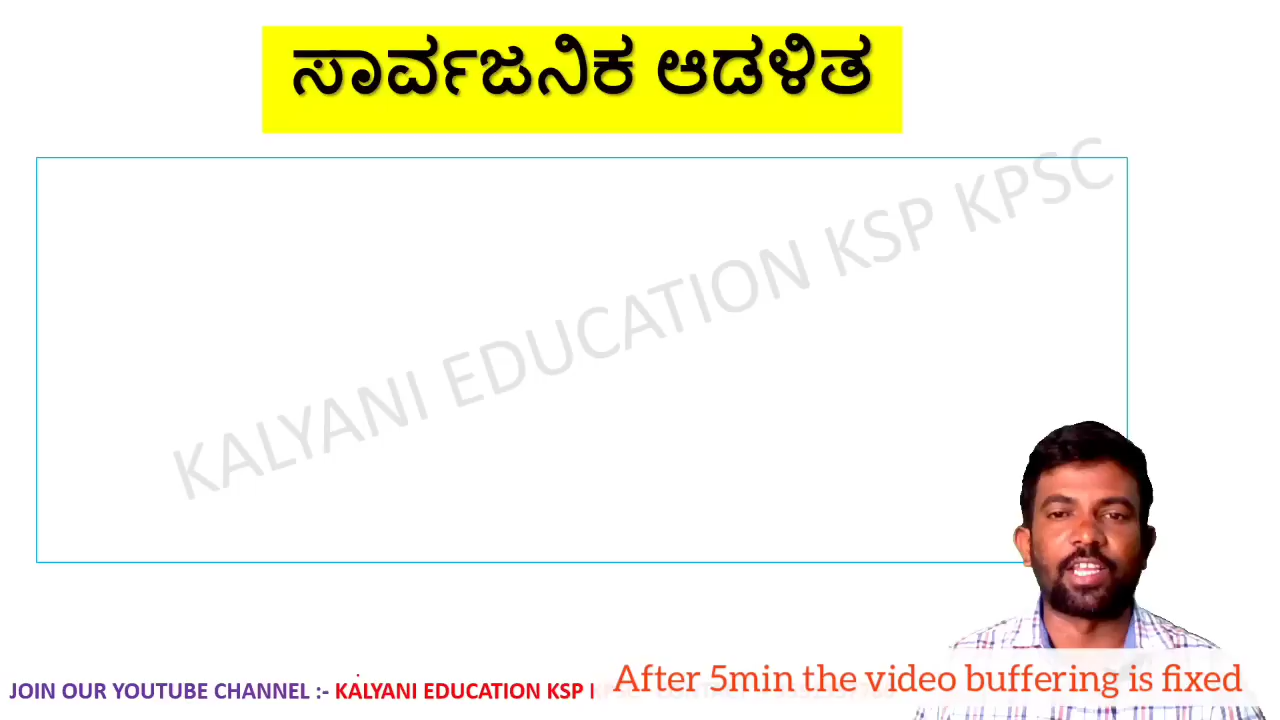 ಸಾರ್ವಜನಿಕ ಆಡಳಿತ
KALYANI EDUCATION KSP KPSC
JOIN OUR YOUTUBE CHANNEL :- KALYANI EDUCATION KSP
After 5min the video buffering is fixed